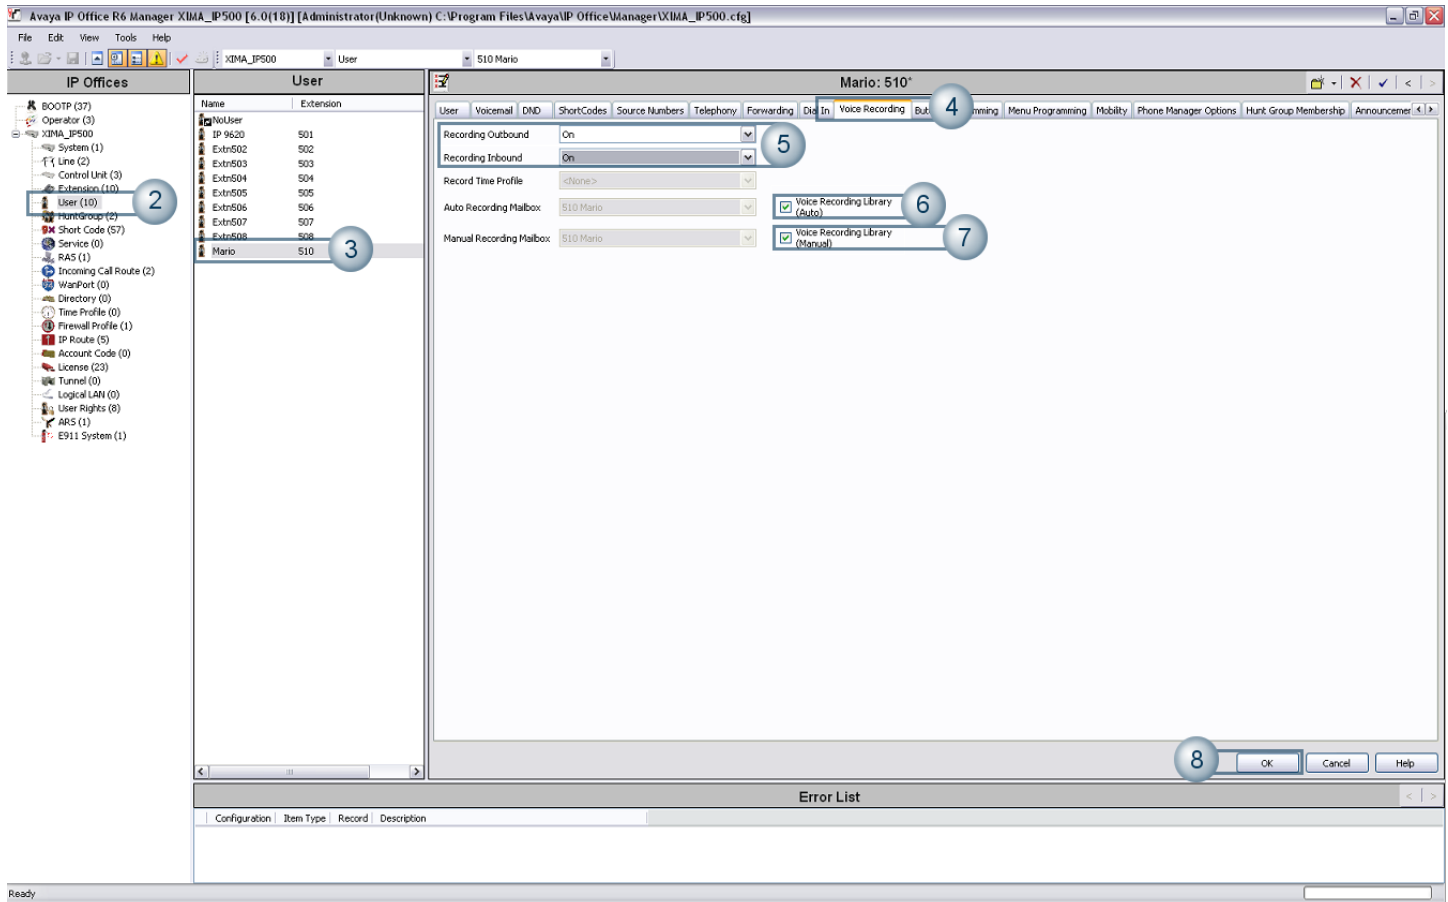 Avaya IP Office R6 Manager XIMA_IP500 [6.0(18)] [Administrator(Unknown) C:\Program Files\Avaya\IP Office\Manager\XIMA_IP500.cfg]
File Edit View Tools Help
XIMA_IP500 User 510 Mario
IP Offices
BOOTP (37)
Operator (3)
XIMA_IP500
System (1)
Line (2)
Control Unit (3)
Extension (10)
User (10)
2
HuntGroup (2)
Short Code (57)
Service (0)
RAS (1)
Incoming Call Route (2)
WanPort (0)
Directory (0)
Time Profile (0)
Firewall Profile (1)
IP Route (5)
Account Code (0)
License (23)
Tunnel (0)
Logical LAN (0)
User Rights (8)
ARS (1)
E911 System (1)
User
Name Extension
NoUser
IP 9620 501
Extn502 502
Extn503 503
Extn504 504
Extn505 505
Extn506 506
Extn507 507
Extn508 508
Mario 510 3
Mario: 510*
User Voicemail DND ShortCodes Source Numbers Telephony Forwarding Dial In Voice Recording But 4 mming Menu Programming Mobility Phone Manager Options Hunt Group Membership Announcemer
Recording Outbound On
5
Recording Inbound On
Record Time Profile <None>
Auto Recording Mailbox 510 Mario Voice Recording Library (Auto) 6
Manual Recording Mailbox 510 Mario Voice Recording Library (Manual) 7
8 OK Cancel Help
Error List
Configuration Item Type Record Description
Ready